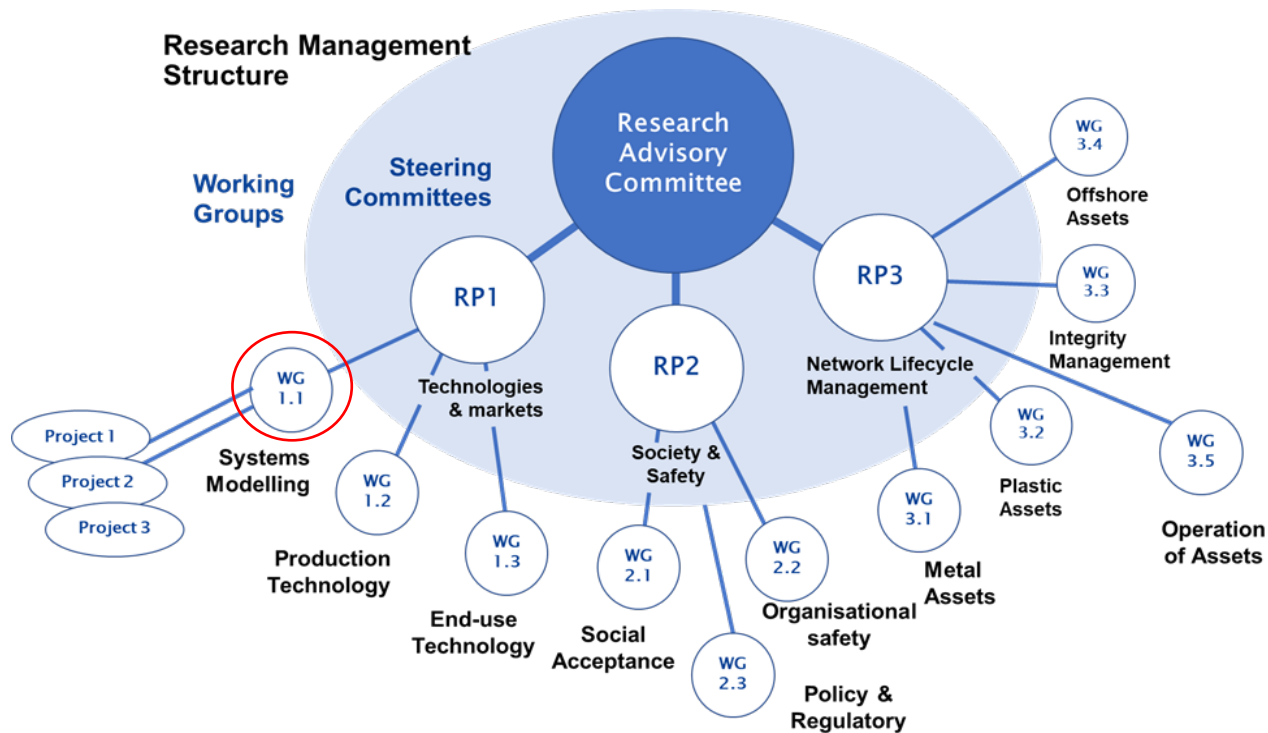 Research Management
Structure
Research
Advisory
Committee
Steering
Committees
Working
Groups
RP1
Technologies
& markets
RP2
Society &
Safety
RP3
Network Lifecycle
Management
WG
1.1
Systems
Modelling
Project 1
Project 2
Project 3
WG
1.2
Production
Technology
WG
1.3
End-use
Technology
WG
2.1
Social
Acceptance
WG
2.2
Organisational
safety
WG
2.3
Policy &
Regulatory
WG
3.1
Metal
Assets
WG
3.2
Plastic
Assets
WG
3.3
Integrity
Management
WG
3.4
Offshore
Assets
WG
3.5
Operation
of Assets